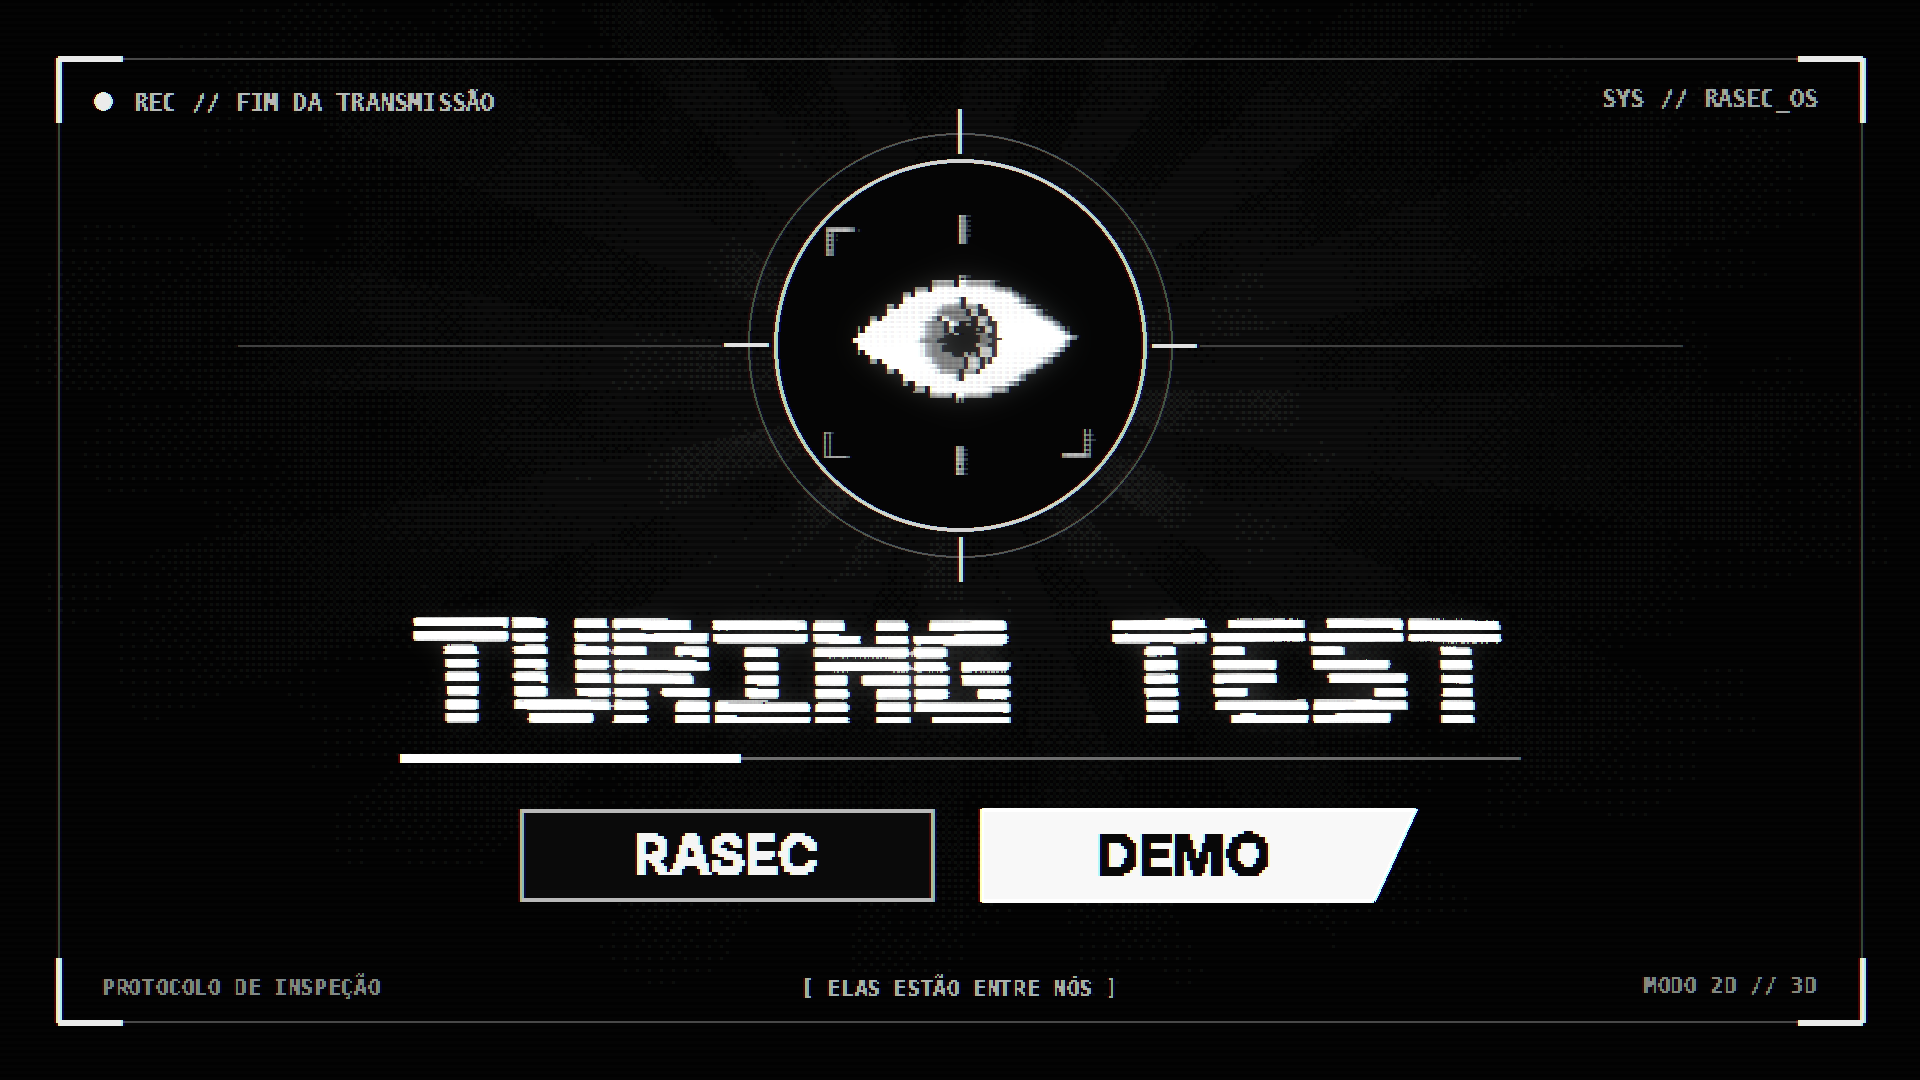 REC // FIM DA TRANSMISSÃO
SYS // RASEC_OS
TURING TEST
RASEC
DEMO
PROTOCOLO DE INSPEÇÃO
[ ELAS ESTÃO ENTRE NÓS ]
MODO 2D // 3D